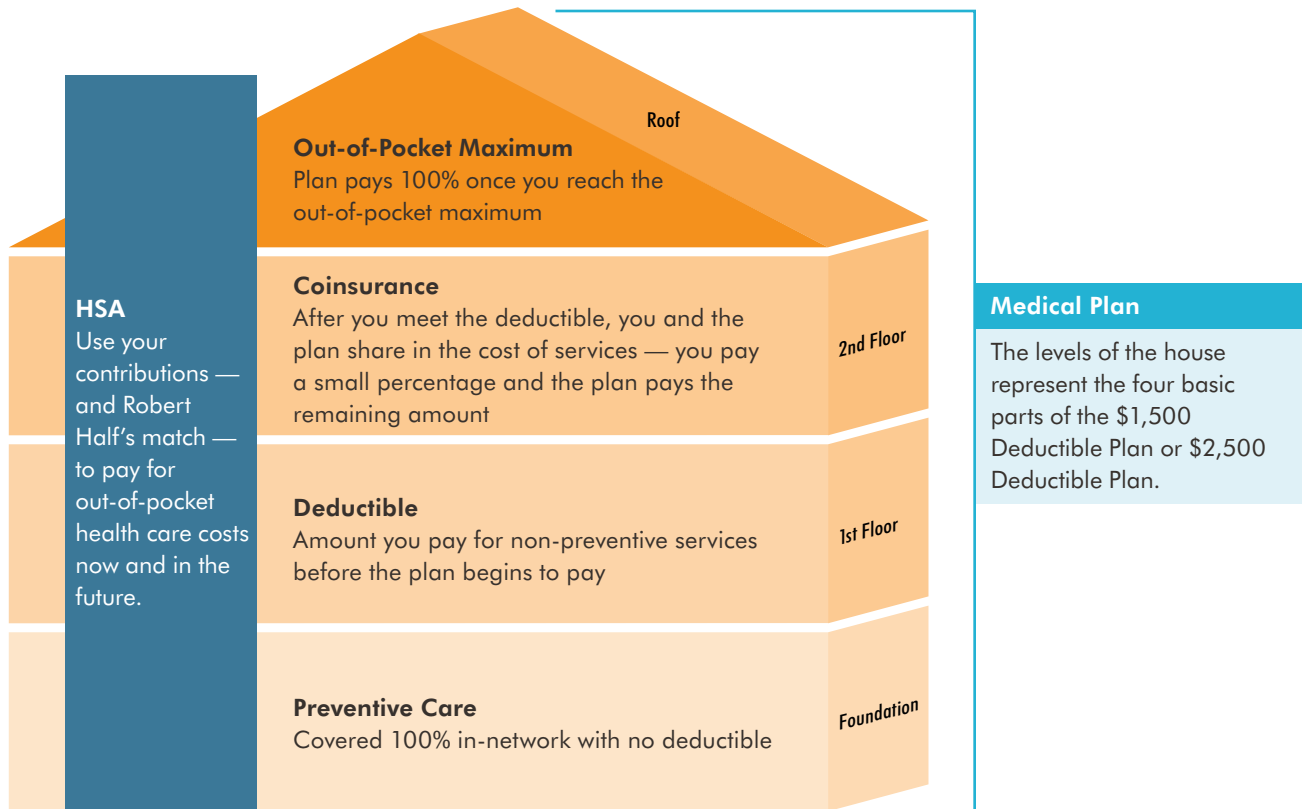 Roof
Out-of-Pocket Maximum
Plan pays 100% once you reach the
out-of-pocket maximum
HSA
Use your
contributions —
and Robert
Half’s match —
to pay for
out-of-pocket
health care costs
now and in the
future.
Coinsurance
After you meet the deductible, you and the
plan share in the cost of services — you pay
a small percentage and the plan pays the
remaining amount
2nd Floor
Deductible
Amount you pay for non-preventive services
before the plan begins to pay
1st Floor
Preventive Care
Covered 100% in-network with no deductible
Foundation
Medical Plan
The levels of the house
represent the four basic
parts of the $1,500
Deductible Plan or $2,500
Deductible Plan.